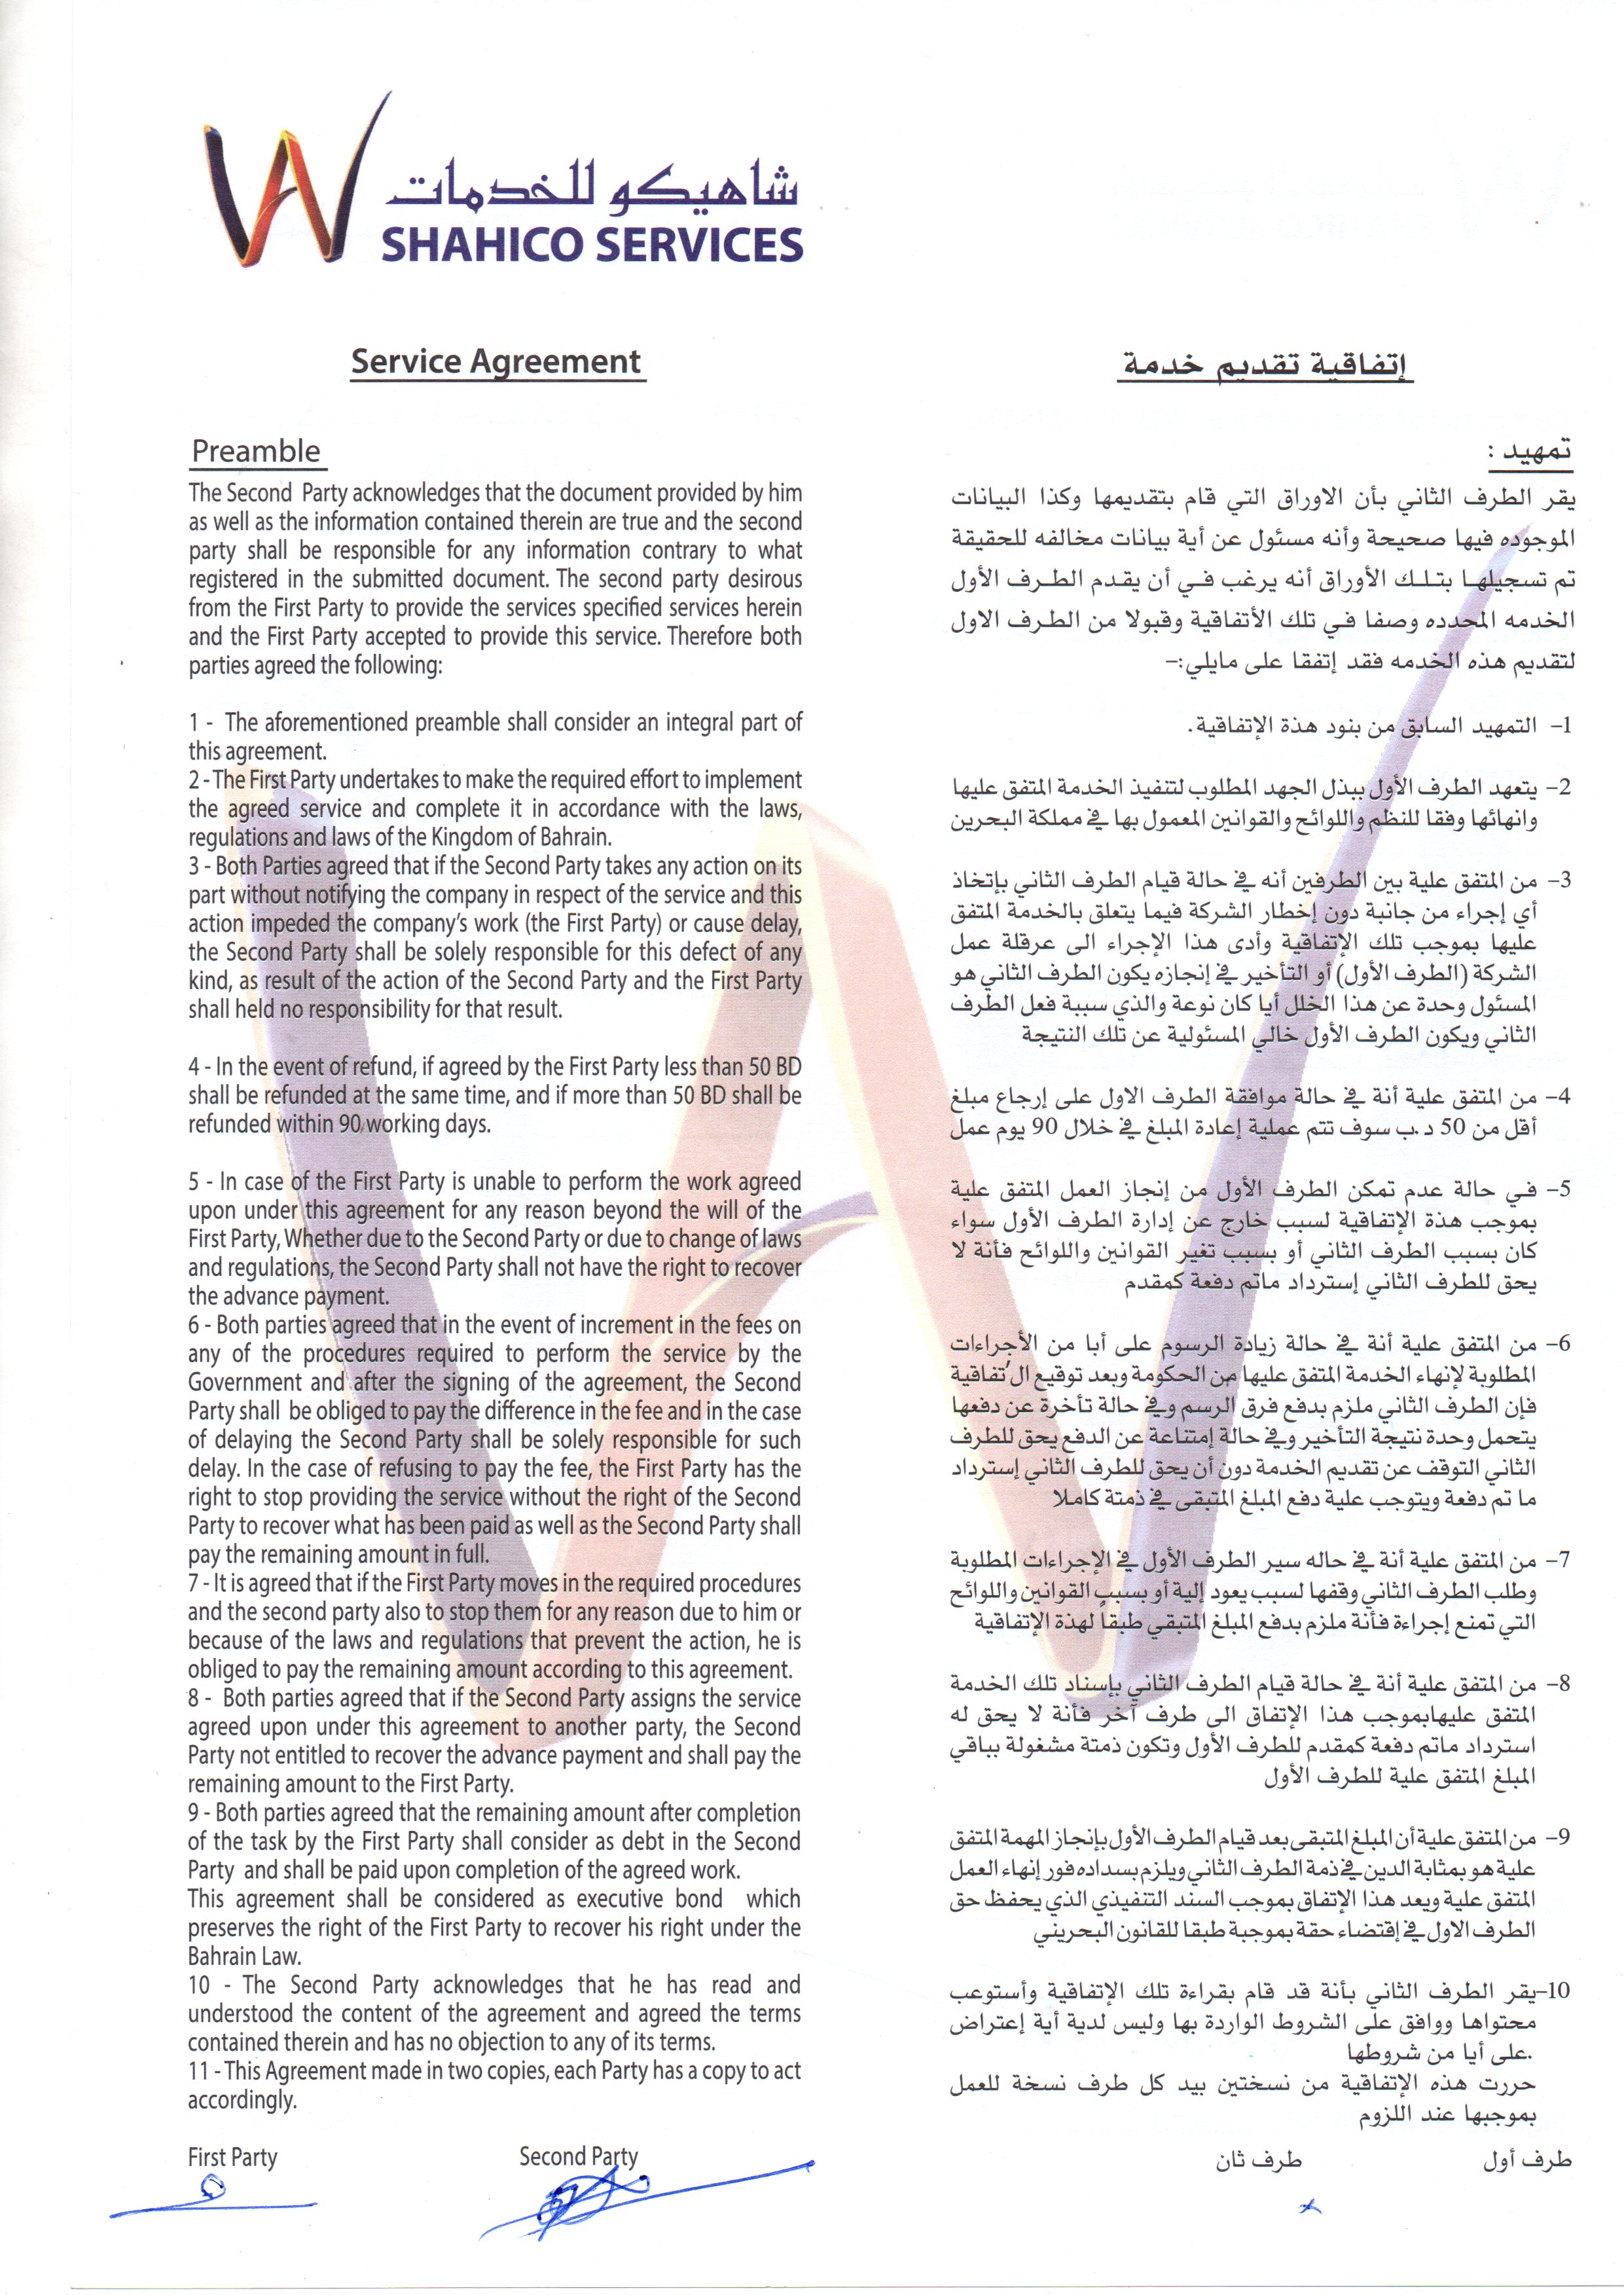 شاهيكو للخدمات
SHAHICO SERVICES
Service Agreement
Preamble
The Second Party acknowledges that the document provided by him
as well as the information contained therein are true and the second
party shall be responsible for any information contrary to what
registered in the submitted document. The second party desirous
from the First Party to provide the services specified services herein
and the First Party accepted to provide this service. Therefore both
parties agreed the following:
1 - The aforementioned preamble shall consider an integral part of
this agreement.
2 - The First Party undertakes to make the required effort to implement
the agreed service and complete it in accordance with the laws,
regulations and laws of the Kingdom of Bahrain.
3 - Both Parties agreed that if the Second Party takes any action on its
part without notifying the company in respect of the service and this
action impeded the company's work (the First Party) or cause delay,
the Second Party shall be solely responsible for this defect of any
kind, as result of the action of the Second Party and the First Party
shall held no responsibility for that result.
4 - In the event of refund, if agreed by the First Party less than 50 BD
shall be refunded at the same time, and if more than 50 BD shall be
refunded within 90 working days.
5 - In case of the First Party is unable to perform the work agreed
upon under this agreement for any reason beyond the will of the
First Party, Whether due to the Second Party or due to change of laws
and regulations, the Second Party shall not have the right to recover
the advance payment.
6 - Both parties agreed that in the event of increment in the fees on
any of the procedures required to perform the service by the
Government and after the signing of the agreement, the Second
Party shall be obliged to pay the difference in the fee and in the case
of delaying the Second Party shall be solely responsible for such
delay. In the case of refusing to pay the fee, the First Party has the
right to stop providing the service without the right of the Second
Party to recover what has been paid as well as the Second Party shall
pay the remaining amount in full.
7 - It is agreed that if the First Party moves in the required procedures
and the second party also to stop them for any reason due to him or
because of the laws and regulations that prevent the action, he is
obliged to pay the remaining amount according to this agreement.
8 - Both parties agreed that if the Second Party assigns the service
agreed upon under this agreement to another party, the Second
Party not entitled to recover the advance payment and shall pay the
remaining amount to the First Party.
9 - Both parties agreed that the remaining amount after completion
of the task by the First Party shall consider as debt in the Second
Party and shall be paid upon completion of the agreed work.
This agreement shall be considered as executive bond which
preserves the right of the First Party to recover his right under the
Bahrain Law.
10 - The Second Party acknowledges that he has read and
understood the content of the agreement and agreed the terms
contained therein and has no objection to any of its terms.
11 - This Agreement made in two copies, each Party has a copy to act
accordingly.
First Party Second Party
إتفاقية تقديم خدمة
تمهيد :
يقر الطرف الثاني بأن الاوراق التي قام بتقديمها وكذا البيانات
الموجوده فيها صحيحة وأنه مسئول عن أية بيانات مخالفه للحقيقة
تم تسجيلها بتلك الأوراق أنه يرغب في أن يقدم الطرف الأول
الخدمه المحدده وصفا في تلك الأتفاقية وقبولا من الطرف الاول
لتقديم هذه الخدمه فقد إتفقا على مايلي:-
1- التمهيد السابق من بنود هذة الإتفاقية.
2- يتعهد الطرف الأول ببذل الجهد المطلوب لتنفيذ الخدمة المتفق عليها
وانهائها وفقا للنظم واللوائح والقوانين المعمول بها في مملكة البحرين
3- من المتفق علية بين الطرفين أنه في حالة قيام الطرف الثاني بإتخاذ
أي إجراء من جانبة دون إخطار الشركة فيما يتعلق بالخدمة المتفق
عليها بموجب تلك الإتفاقية وأدى هذا الإجراء الى عرقلة عمل
الشركة (الطرف الأول) أو التأخير في إنجازه يكون الطرف الثاني هو
المسئول وحدة عن هذا الخلل أيا كان نوعة والذي سببة فعل الطرف
الثاني ويكون الطرف الأول خالي المسئولية عن تلك النتيجة
4- من المتفق علية أنة في حالة موافقة الطرف الاول على إرجاع مبلغ
أقل من 50 د.ب سوف تتم عملية إعادة المبلغ في خلال 90 يوم عمل
5- في حالة عدم تمكن الطرف الأول من إنجاز العمل المتفق علية
بموجب هذة الإتفاقية لسبب خارج عن إدارة الطرف الأول سواء
كان بسبب الطرف الثاني أو بسبب تغير القوانين واللوائح فأنة لا
يحق للطرف الثاني إسترداد ماتم دفعة كمقدم
6- من المتفق علية أنة في حالة زيادة الرسوم على أبا من الأجراءات
المطلوبة لإنهاء الخدمة المتفق عليها من الحكومة وبعد توقيع الُتفاقية
فإن الطرف الثاني ملزم بدفع فرق الرسم وفي حالة تأخرة عن دفعها
يتحمل وحدة نتيجة التأخير وفي حالة إمتناعة عن الدفع يحق للطرف
الثاني التوقف عن تقديم الخدمة دون أن يحق للطرف الثاني إسترداد
ما تم دفعة ويتوجب علية دفع المبلغ المتبقى في ذمتة كاملا
7- من المتفق علية أنة في حاله سير الطرف الأول في الإجراءات المطلوبة
وطلب الطرف الثاني وقفها لسبب يعود إلية أو بسبب القوانين واللوائح
التي تمنع إجراءة فأنة ملزم بدفع المبلغ المتبقي طبقاً لهذة الإتفاقية
8- من المتفق علية أنة في حالة قيام الطرف الثاني بإسناد تلك الخدمة
المتفق عليهابموجب هذا الإتفاق الى طرف آخر فأنة لا يحق له
استرداد ماتم دفعة كمقدم للطرف الأول وتكون ذمتة مشغولة بباقي
المبلغ المتفق علية للطرف الأول
9- من المتفق علية أن المبلغ المتبقى بعد قيام الطرف الأول بإنجاز المهمة المتفق
علية هو بمثابة الدين في ذمة الطرف الثاني ويلزم بسداده فور إنهاء العمل
المتفق علية ويعد هذا الإتفاق بموجب السند التنفيذي الذي يحفظ حق
الطرف الاول في إقتضاء حقة بموجبة طبقا للقانون البحريني
10-يقر الطرف الثاني بأنة قد قام بقراءة تلك الإتفاقية وأستوعب
محتواها ووافق على الشروط الواردة بها وليس لدية أية إعتراض
.على أيا من شروطها
حررت هذه الإتفاقية من نسختين بيد كل طرف نسخة للعمل
بموجبها عند اللزوم
طرف أول طرف ثان